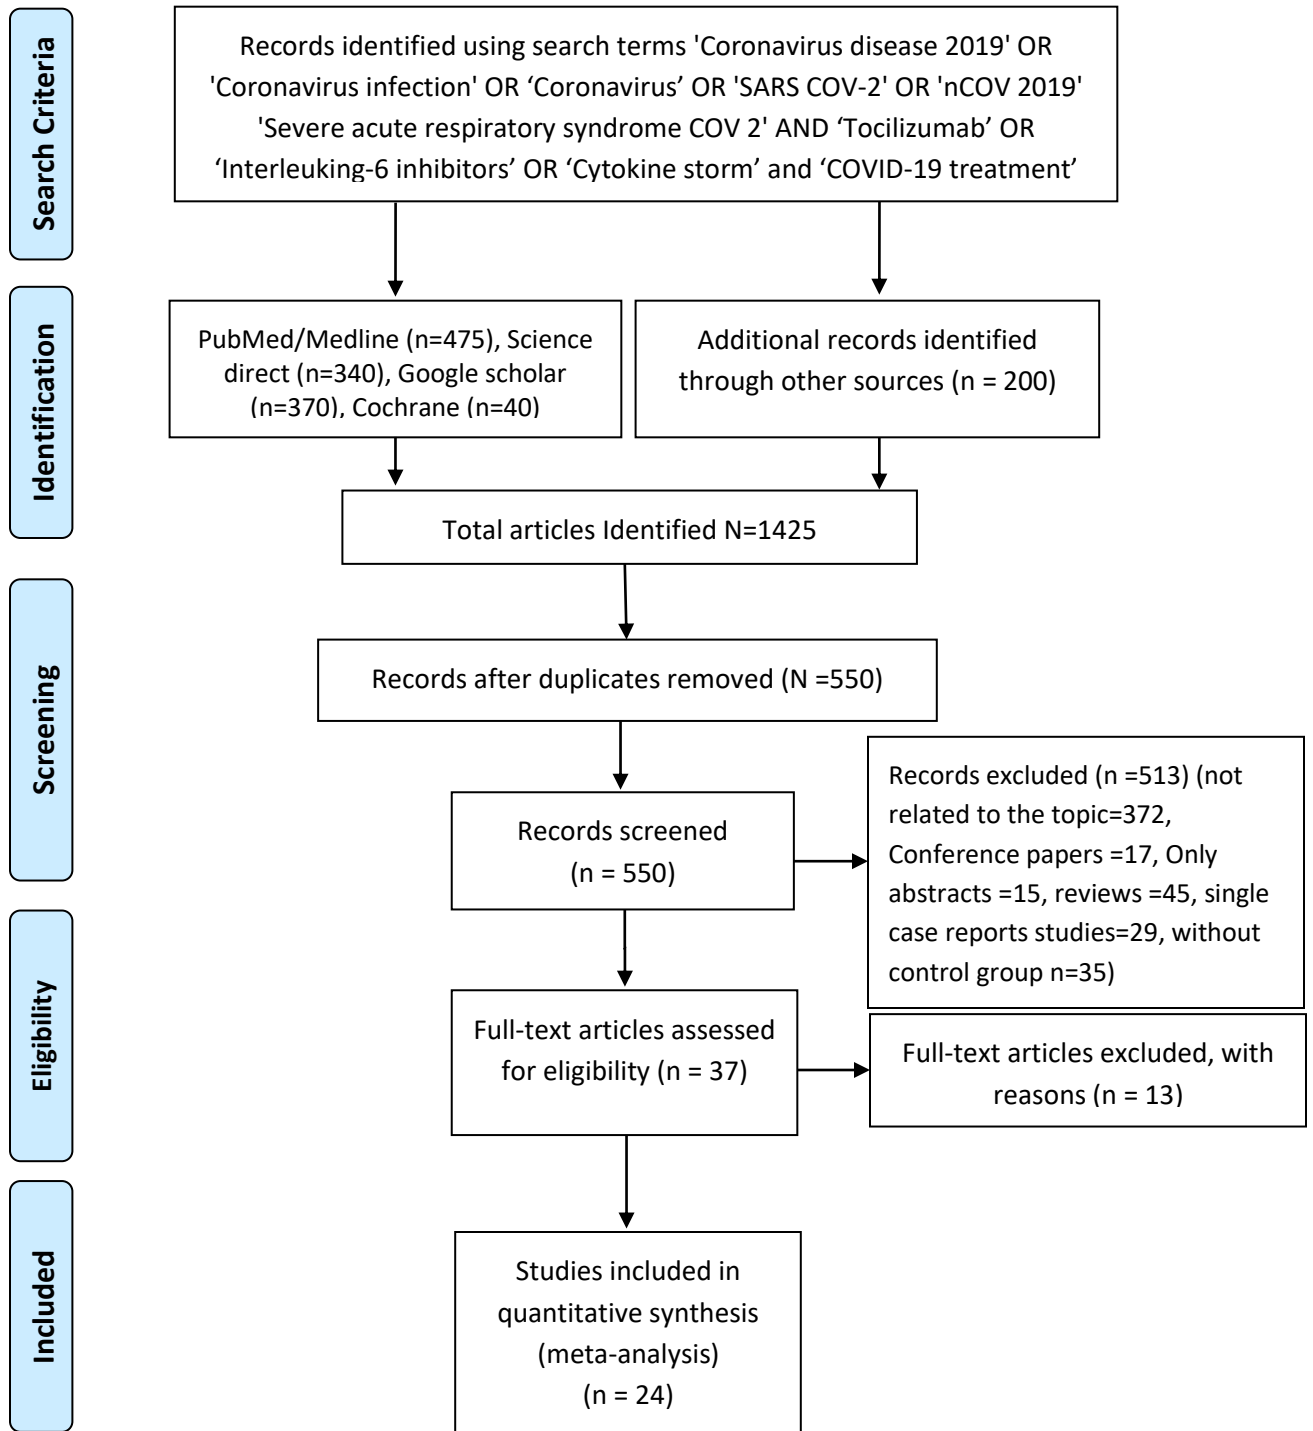 Search Criteria
Records identified using search terms 'Coronavirus disease 2019' OR
'Coronavirus infection' OR ‘Coronavirus’ OR 'SARS COV-2' OR 'nCOV 2019'
'Severe acute respiratory syndrome COV 2' AND ‘Tocilizumab’ OR
‘Interleuking-6 inhibitors’ OR ‘Cytokine storm’ and ‘COVID-19 treatment’
Identification
PubMed/Medline (n=475), Science
direct (n=340), Google scholar
(n=370), Cochrane (n=40)
Additional records identified
through other sources (n = 200)
Total articles Identified N=1425
Screening
Records after duplicates removed (N =550)
Records screened
(n = 550)
Records excluded (n =513) (not
related to the topic=372,
Conference papers =17, Only
abstracts =15, reviews =45, single
case reports studies=29, without
control group n=35)
Eligibility
Full-text articles assessed
for eligibility (n = 37)
Full-text articles excluded, with
reasons (n = 13)
Included
Studies included in
quantitative synthesis
(meta-analysis)
(n = 24)